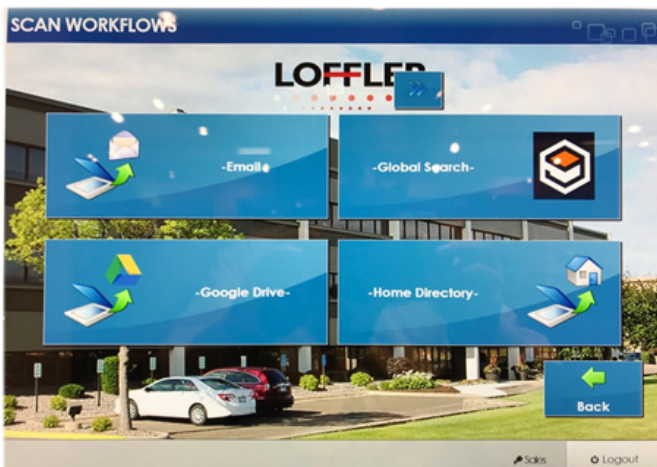 SCAN WORKFLOWS
LOFFLER
-Email-
-Global Search-
-Google Drive-
-Home Directory-
Back
Sales
Logout